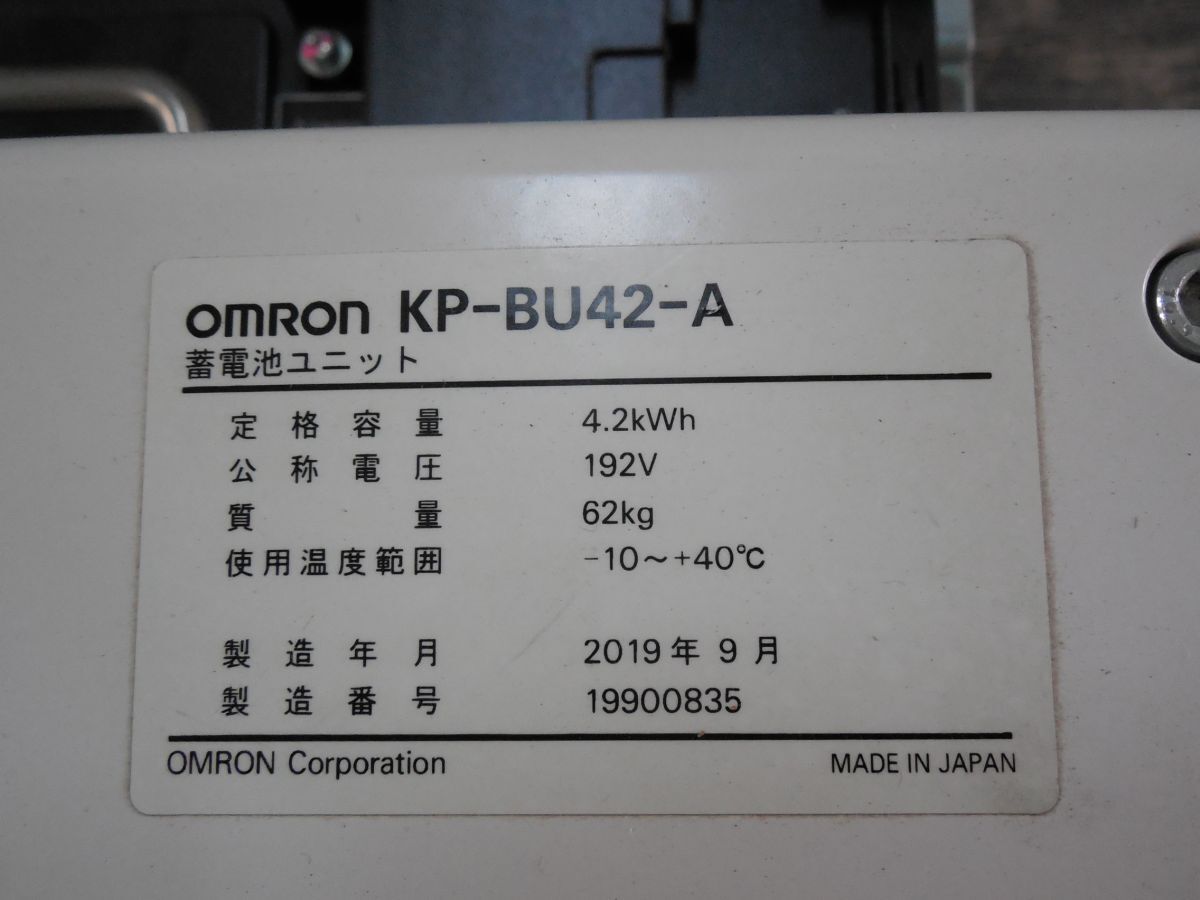 OMRON KP-BU42-A
蓄電池ユニット
定格容量 4.2kWh
公称電圧 192V
質量 62kg
使用温度範囲 -10～+40℃
製造年月 2019年9月
製造番号 19900835
OMRON Corporation MADE IN JAPAN